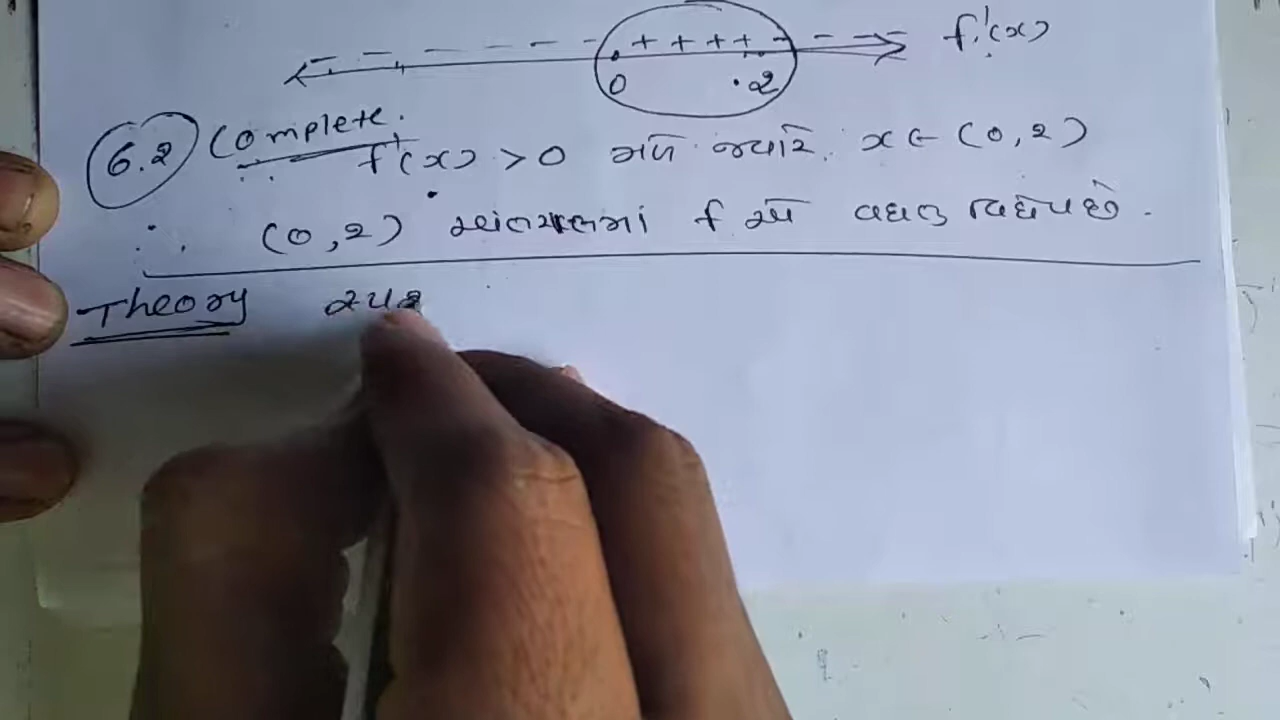 - - - - - - + + + + - - - - f'(x)
0 2
6.2 Complete.
f'(x) > 0 થાય જ્યારે x ∈ (0, 2)
∴ (0, 2) અંતરાલમાં f એ વધતુ વિધેય છે.
Theory